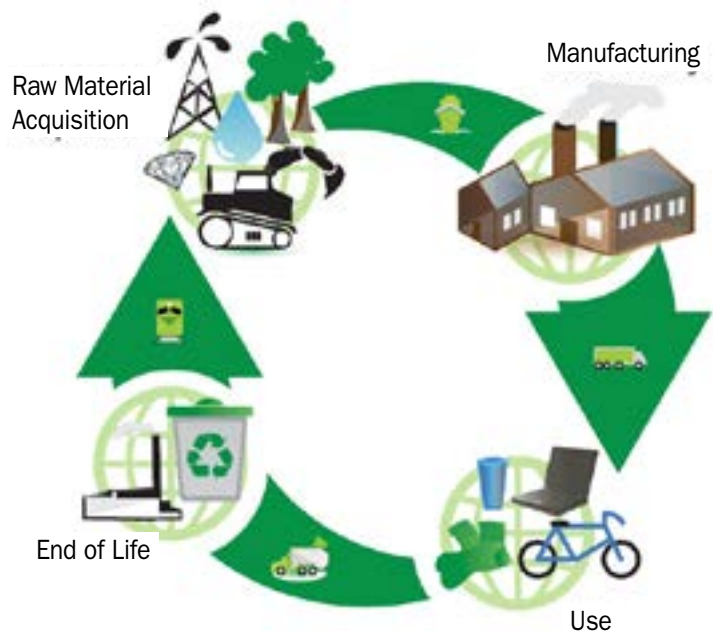 Raw Material
Acquisition
Manufacturing
End of Life
Use